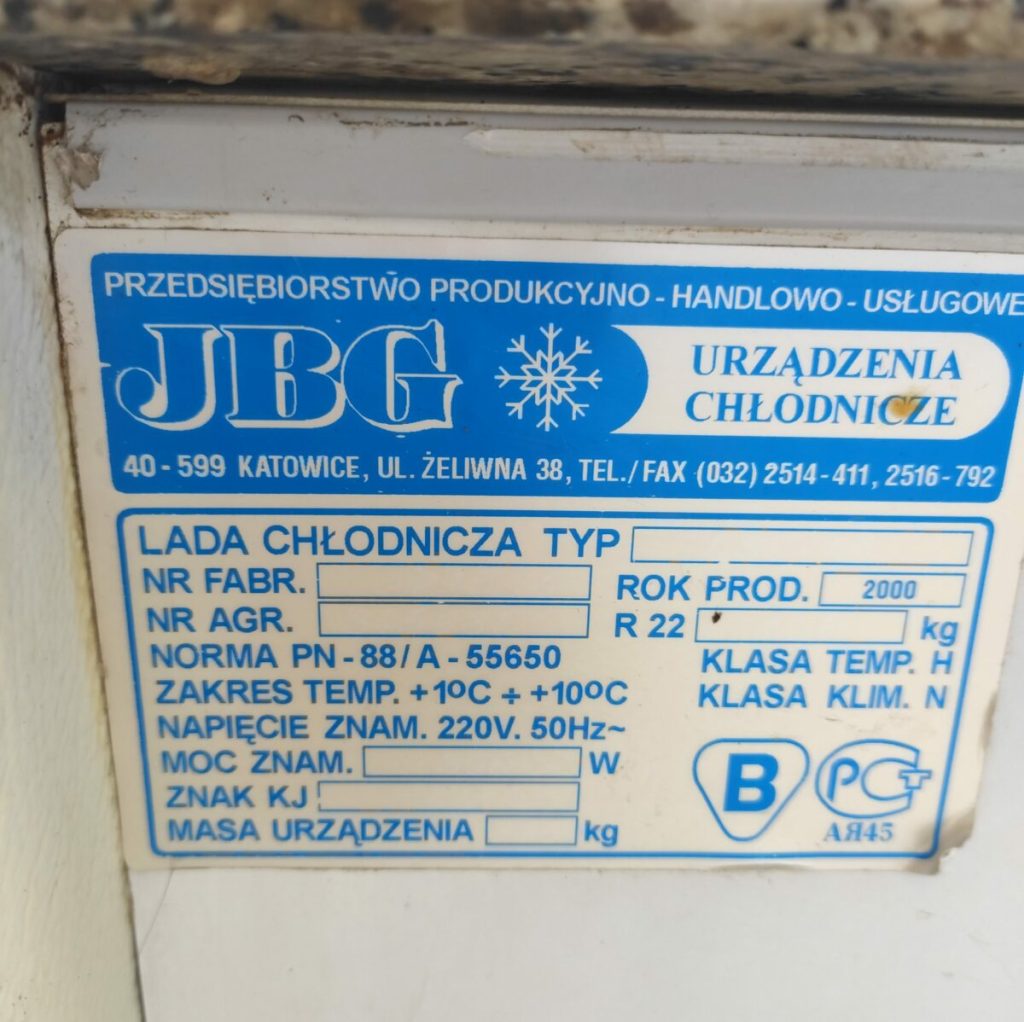 PRZEDSIĘBIORSTWO PRODUKCYJNO - HANDLOWO - USŁUGOWE
JBG
URZĄDZENIA
CHŁODNICZE
40 - 599 KATOWICE, UL. ŻELIWNA 38, TEL./FAX (032) 2514-411, 2516-792
LADA CHŁODNICZA TYP
NR FABR. ROK PROD. 2000
NR AGR. R 22 kg
NORMA PN - 88/A - 55650 KLASA TEMP. H
ZAKRES TEMP. +1ºC ÷ +10ºC KLASA KLIM. N
NAPIĘCIE ZNAM. 220V. 50Hz~
MOC ZNAM. W
ZNAK KJ
MASA URZĄDZENIA kg
B
РСТ
АЯ45